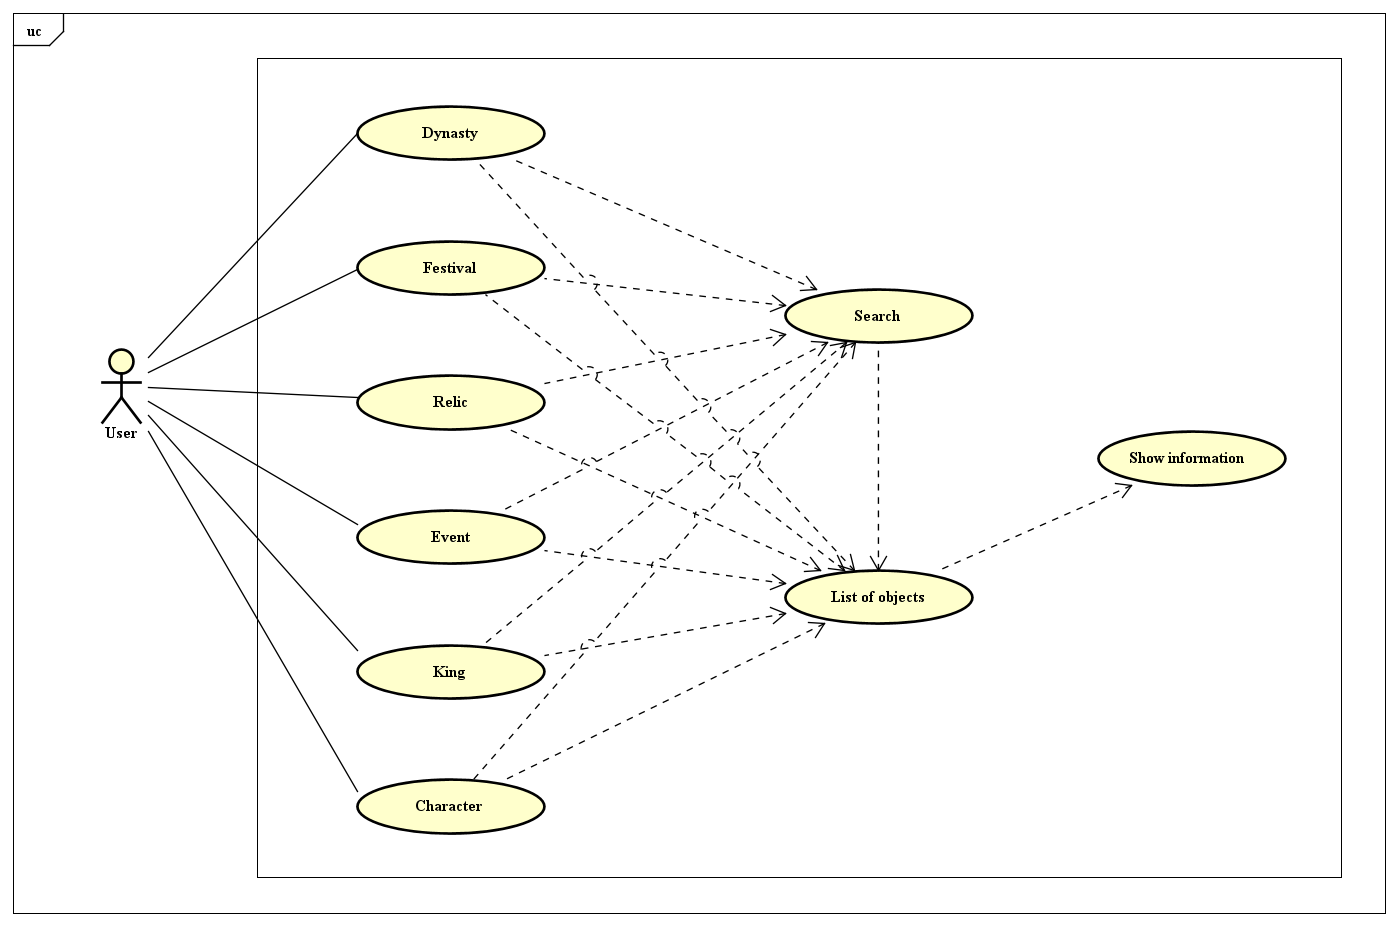 uc
Dynasty
Festival
Search
Relic
User
Show information
Event
List of objects
King
Character